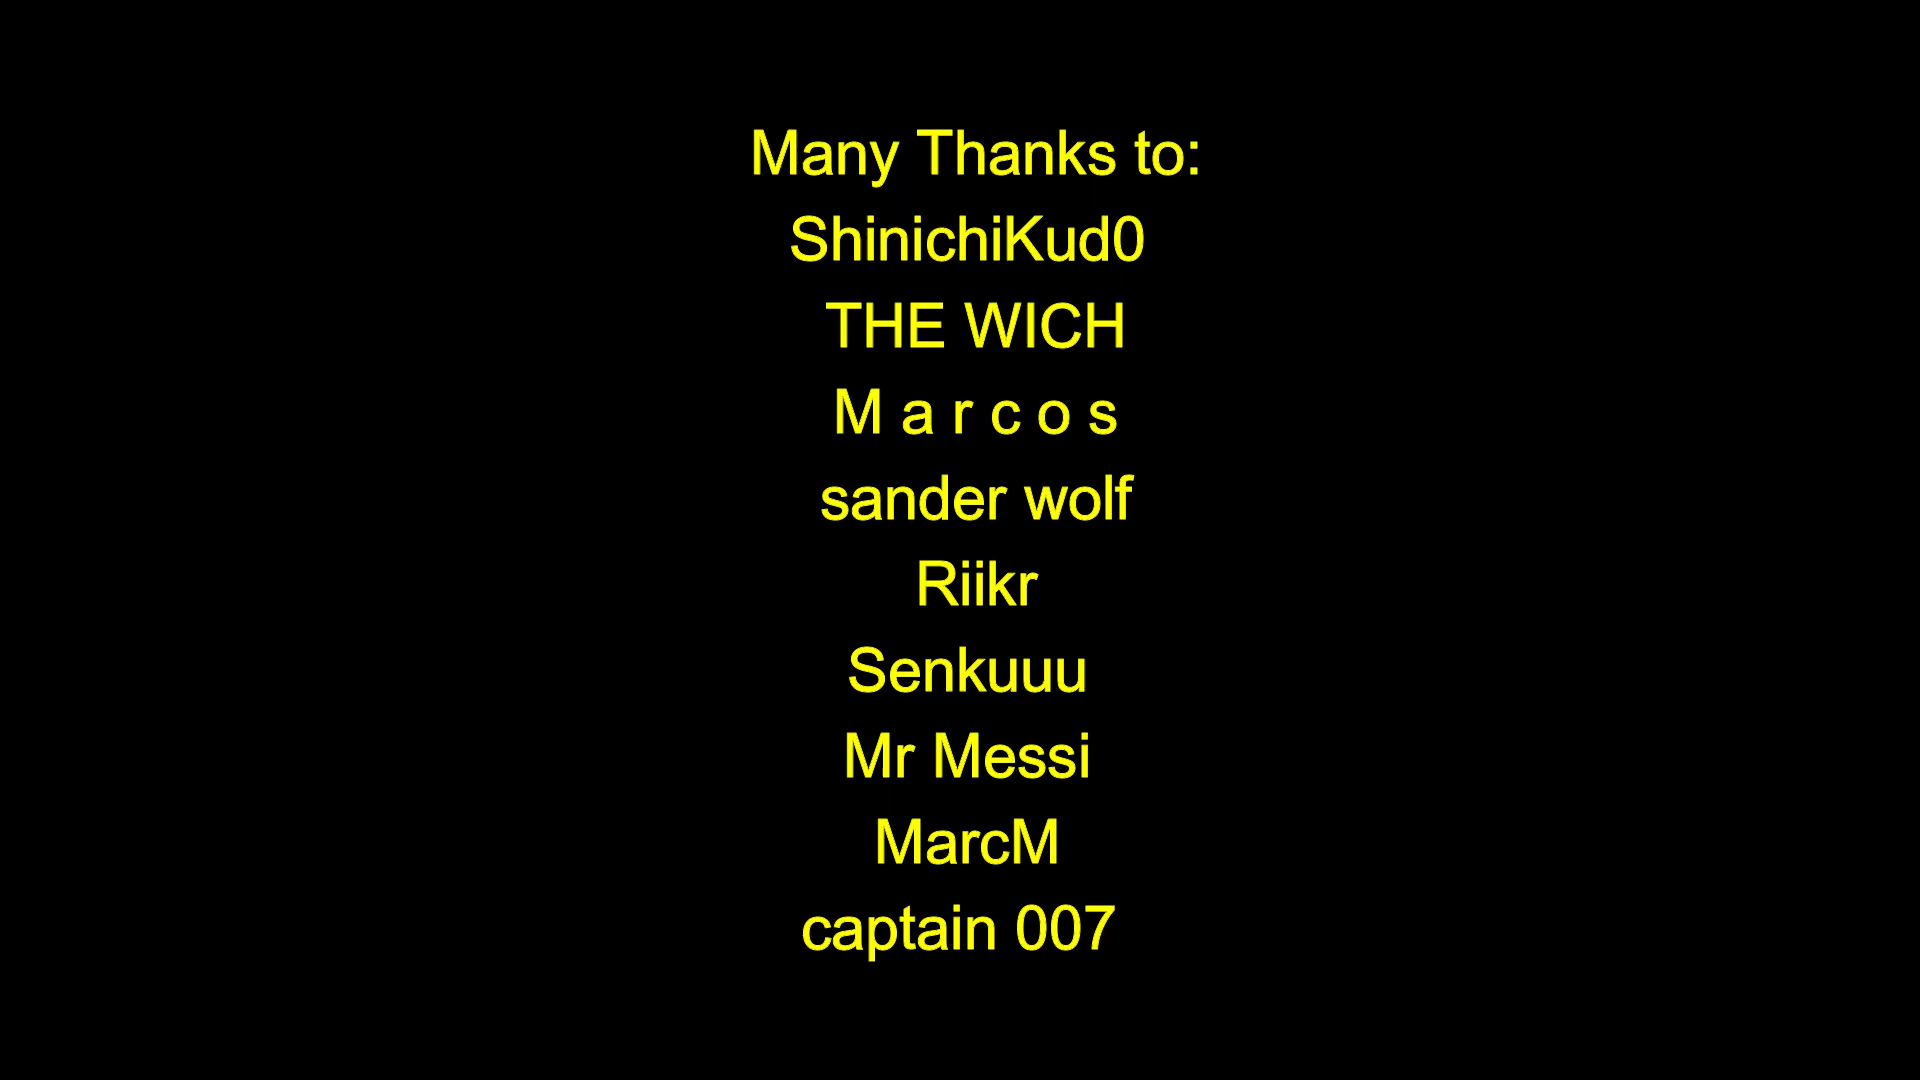 Many Thanks to:
ShinichiKud0
THE WICH
M a r c o s
sander wolf
Riikr
Senkuuu
Mr Messi
MarcM
captain 007